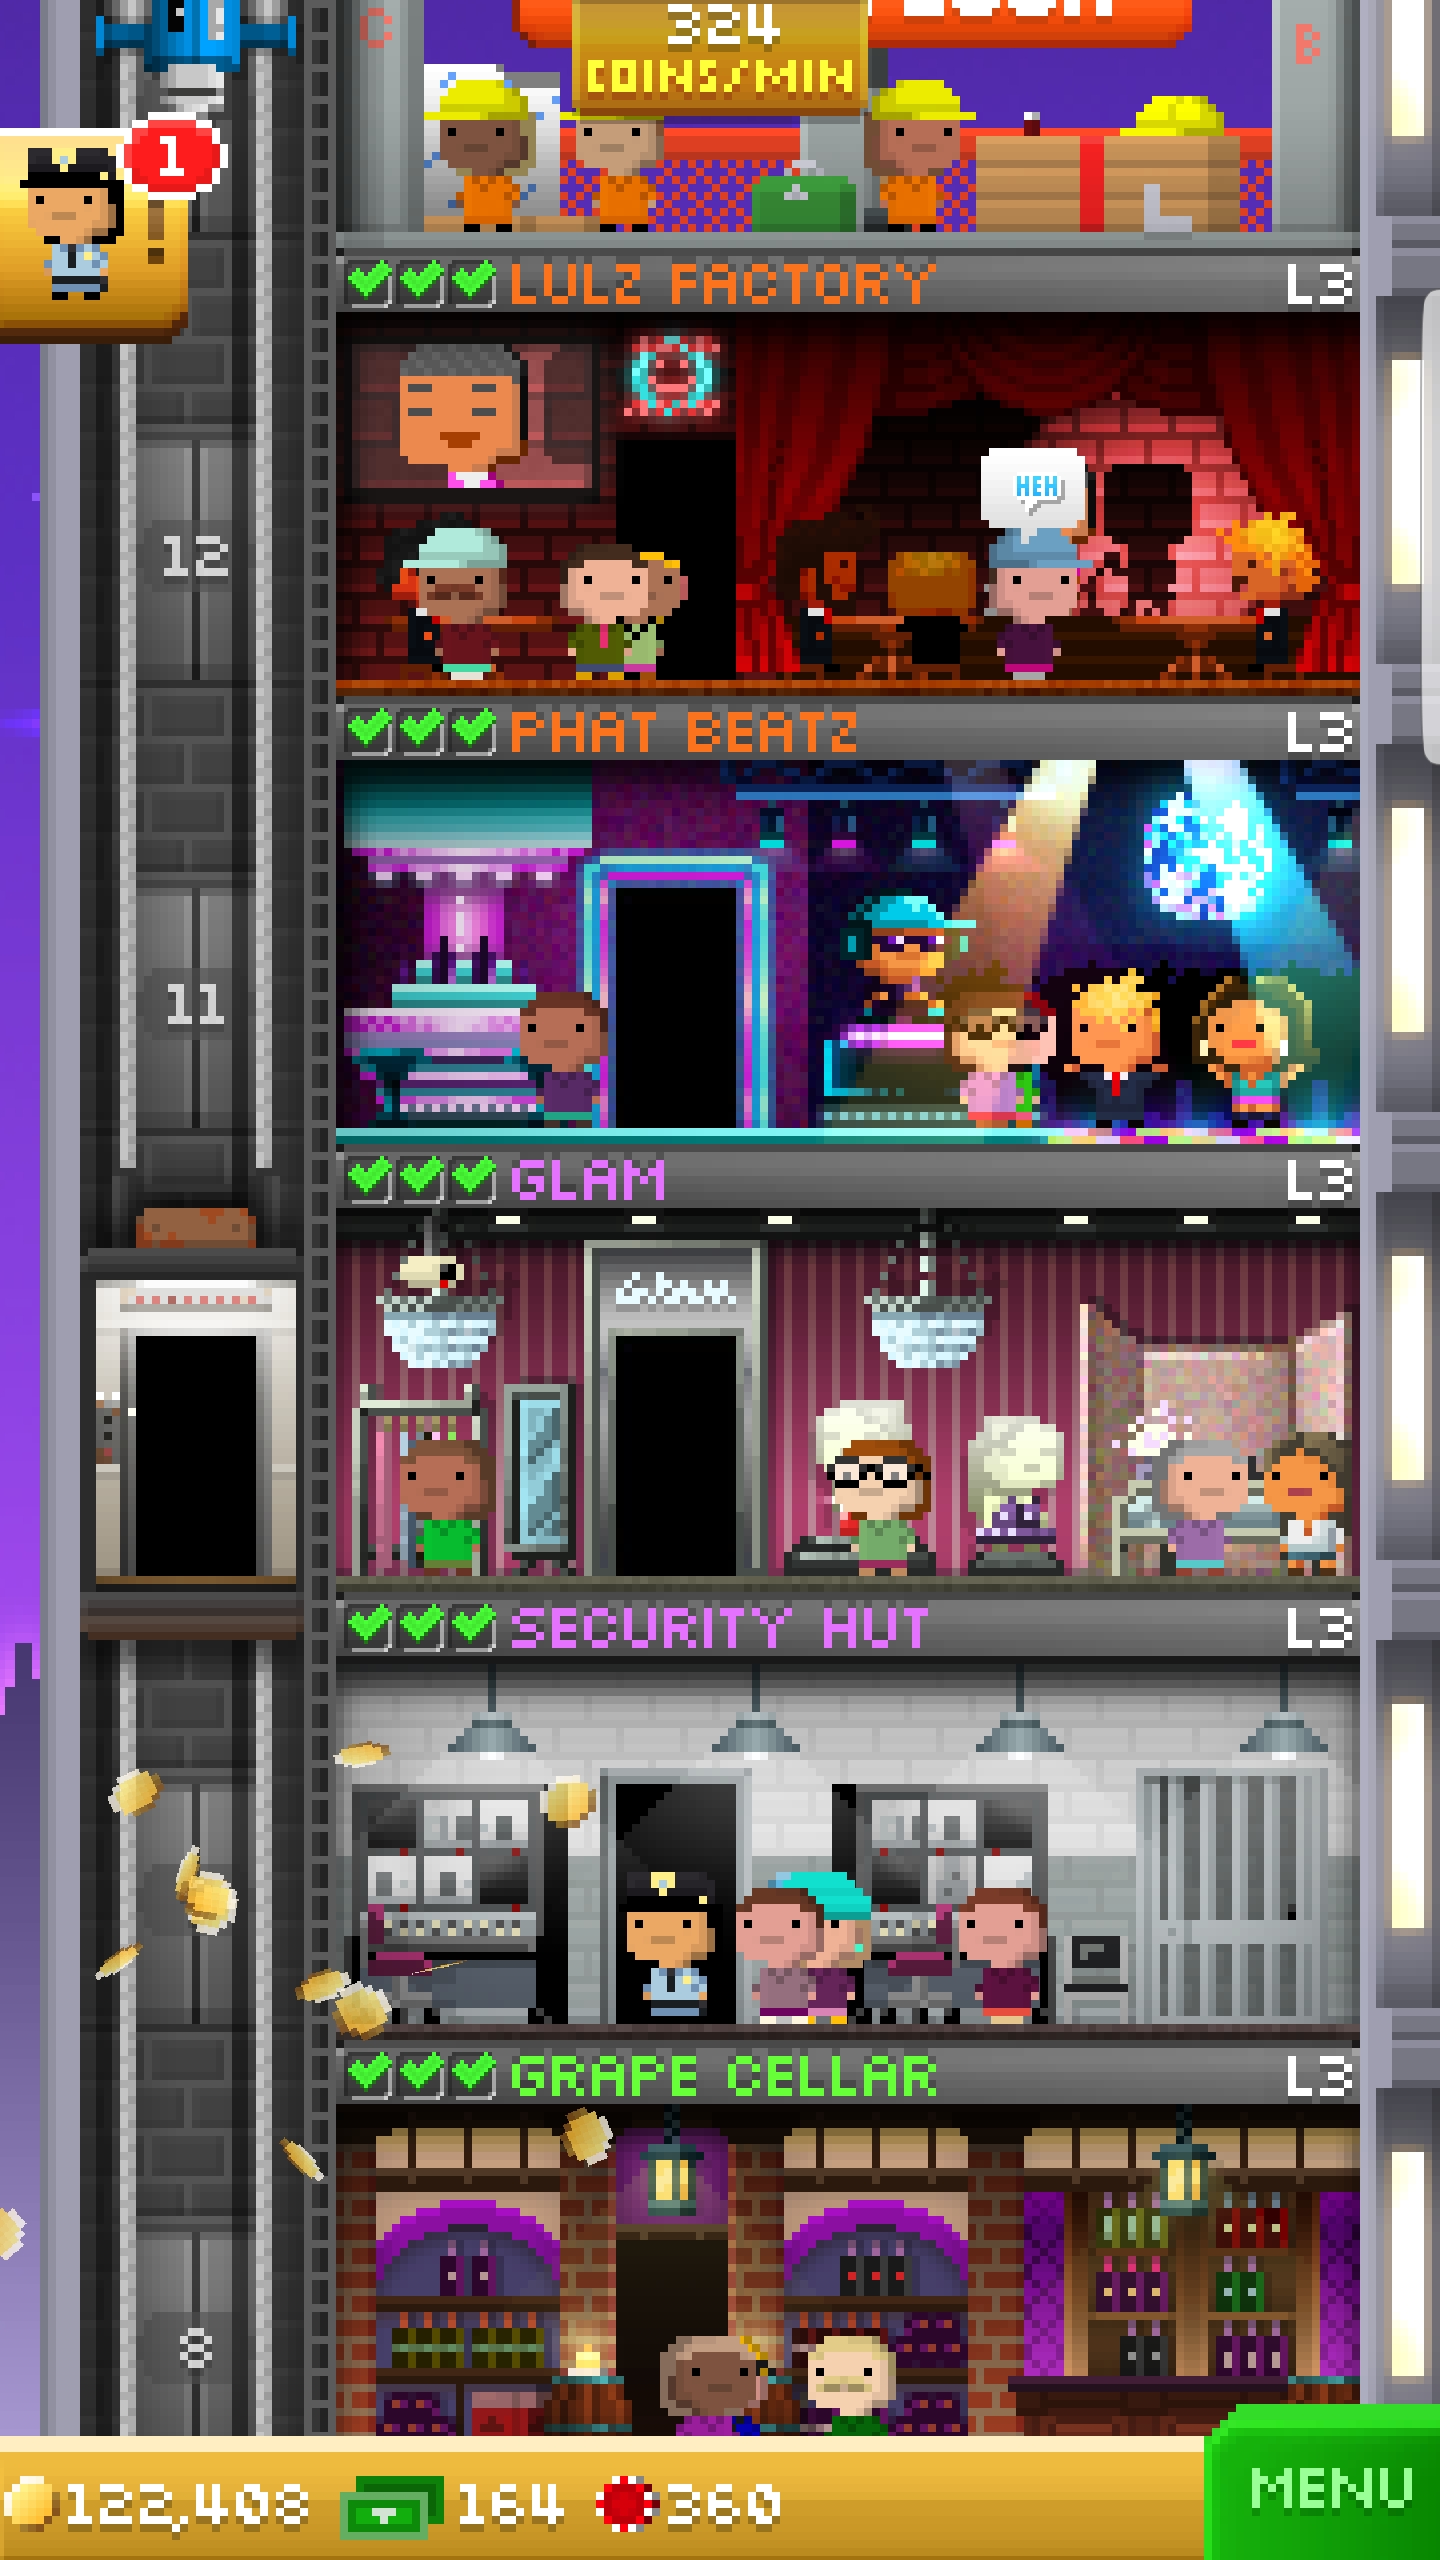 C
324
COINS/MIN
B
1
LULZ FACTORY
L3
HEH
12
PHAT BEATZ
L3
11
GLAM
L3
Glam
SECURITY HUT
L3
GRAPE CELLAR
L3
8
122,408
164
360
MENU